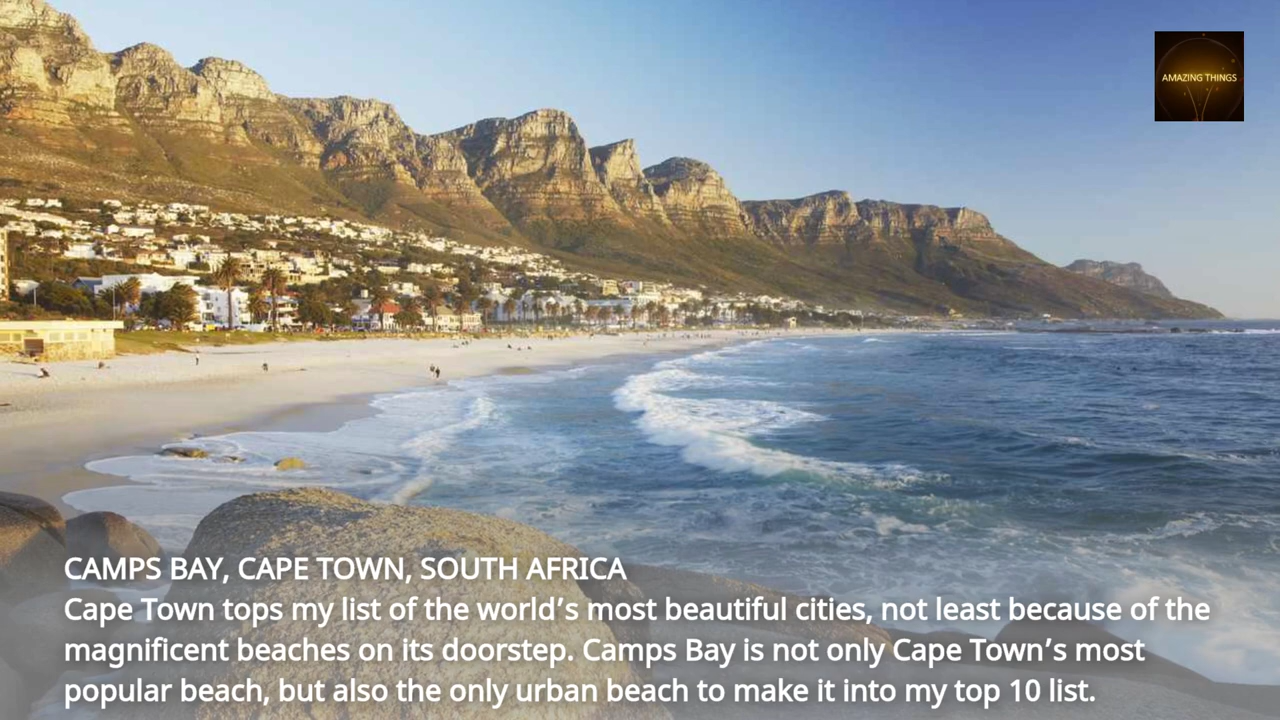 AMAZING THINGS
CAMPS BAY, CAPE TOWN, SOUTH AFRICA
Cape Town tops my list of the world’s most beautiful cities, not least because of the
magnificent beaches on its doorstep. Camps Bay is not only Cape Town’s most
popular beach, but also the only urban beach to make it into my top 10 list.